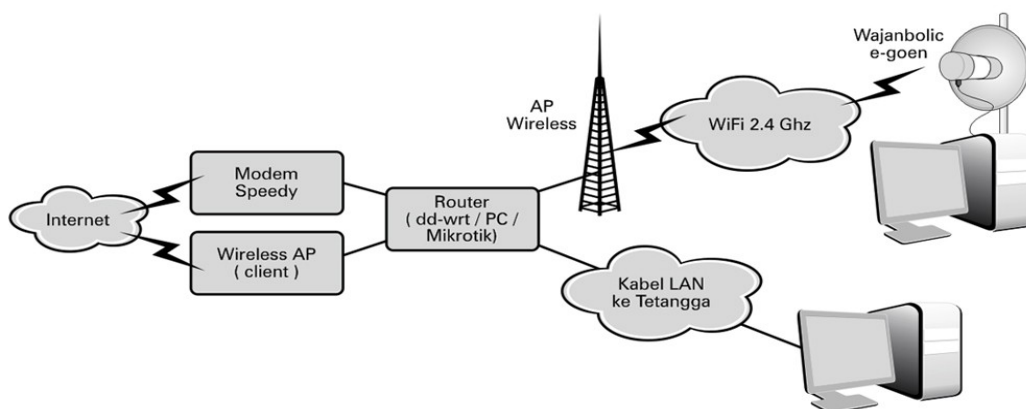 Internet
Modem
Speedy
Wireless AP
( client )
Router
( dd-wrt / PC /
Mikrotik)
AP
Wireless
WiFi 2.4 Ghz
Wajanbolic
e-goen
Kabel LAN
ke Tetangga